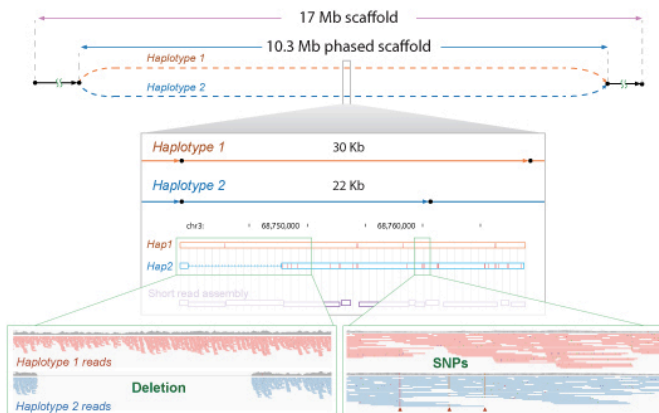 17 Mb scaffold
10.3 Mb phased scaffold
Haplotype 1
Haplotype 2
Haplotype 1 30 Kb
Haplotype 2 22 Kb
chr3: 68,750,000 68,760,000
Hap1
Hap2
Short read assembly
Haplotype 1 reads
Deletion
Haplotype 2 reads
SNPs